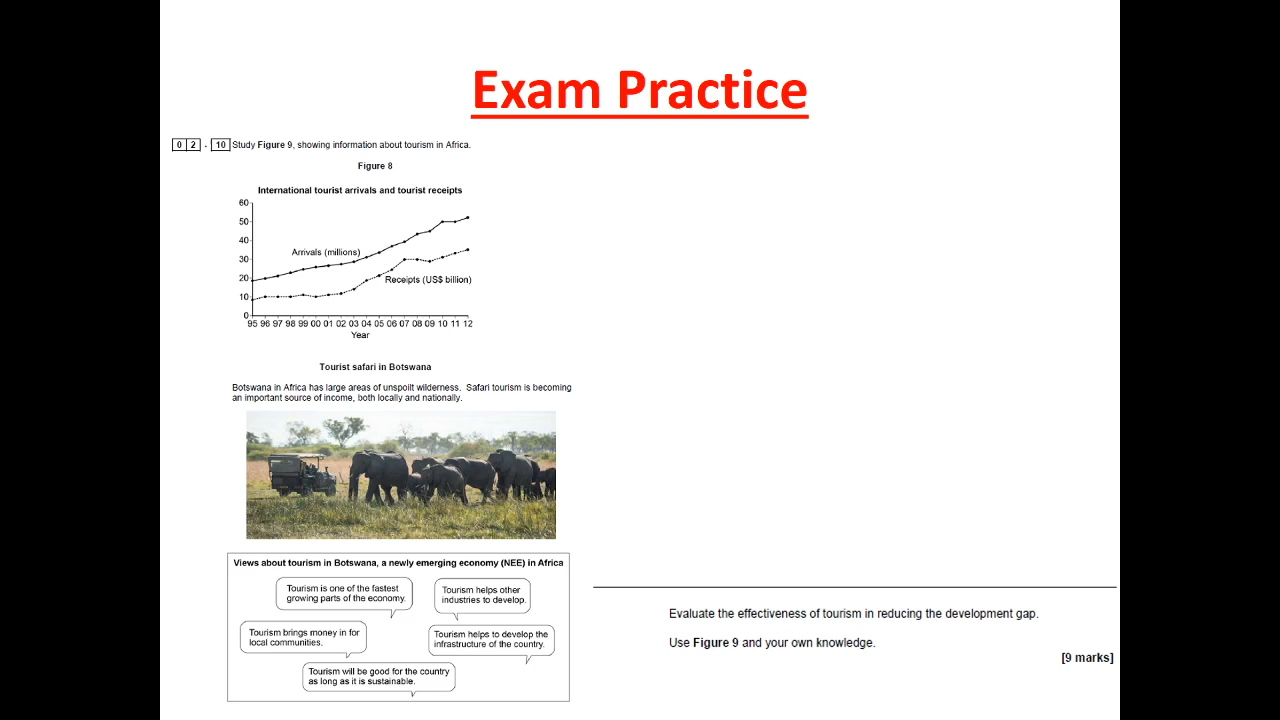 Exam Practice
0 2 . 10 Study Figure 9, showing information about tourism in Africa.
Figure 8
International tourist arrivals and tourist receipts
60
50
40
30
20
10
0
Arrivals (millions)
Receipts (US$ billion)
95 96 97 98 99 00 01 02 03 04 05 06 07 08 09 10 11 12
Year
Tourist safari in Botswana
Botswana in Africa has large areas of unspoilt wilderness. Safari tourism is becoming
an important source of income, both locally and nationally.
Views about tourism in Botswana, a newly emerging economy (NEE) in Africa
Tourism is one of the fastest
growing parts of the economy.
Tourism helps other
industries to develop.
Tourism brings money in for
local communities.
Tourism helps to develop the
infrastructure of the country.
Tourism will be good for the country
as long as it is sustainable.
Evaluate the effectiveness of tourism in reducing the development gap.
Use Figure 9 and your own knowledge.
[9 marks]